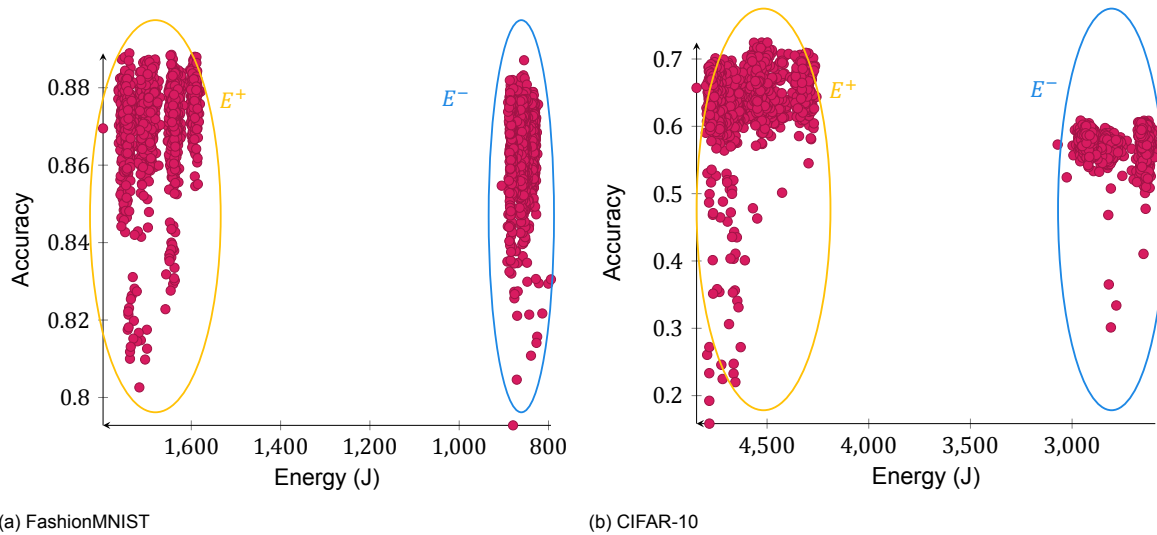 0.88
0.86
0.84
0.82
0.8
Accuracy
E+
E−
1,600
1,400
1,200
1,000
800
Energy (J)
(a) FashionMNIST
0.7
0.6
0.5
0.4
0.3
0.2
Accuracy
E+
E−
4,500
4,000
3,500
3,000
Energy (J)
(b) CIFAR-10